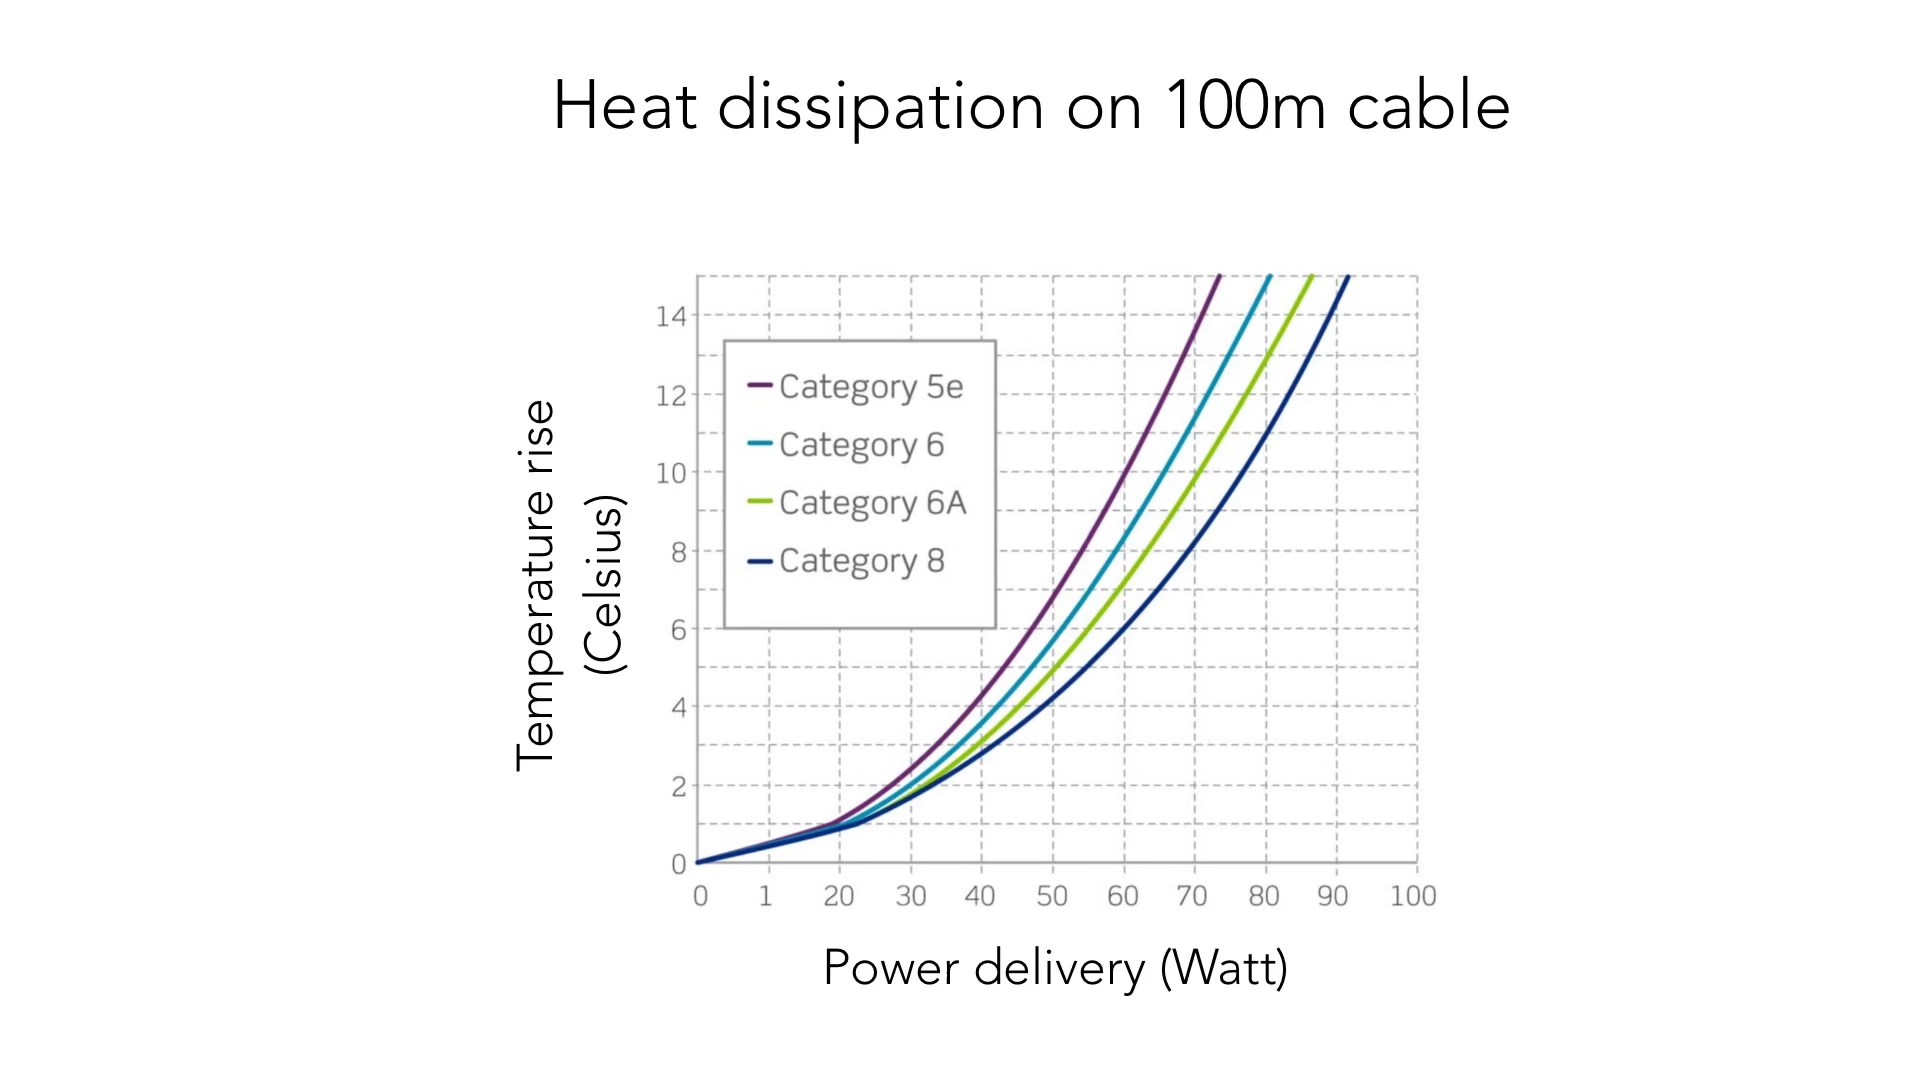 Heat dissipation on 100m cable
Temperature rise
(Celsius)
14
12
10
8
6
4
2
0
Category 5e
Category 6
Category 6A
Category 8
0 1 20 30 40 50 60 70 80 90 100
Power delivery (Watt)